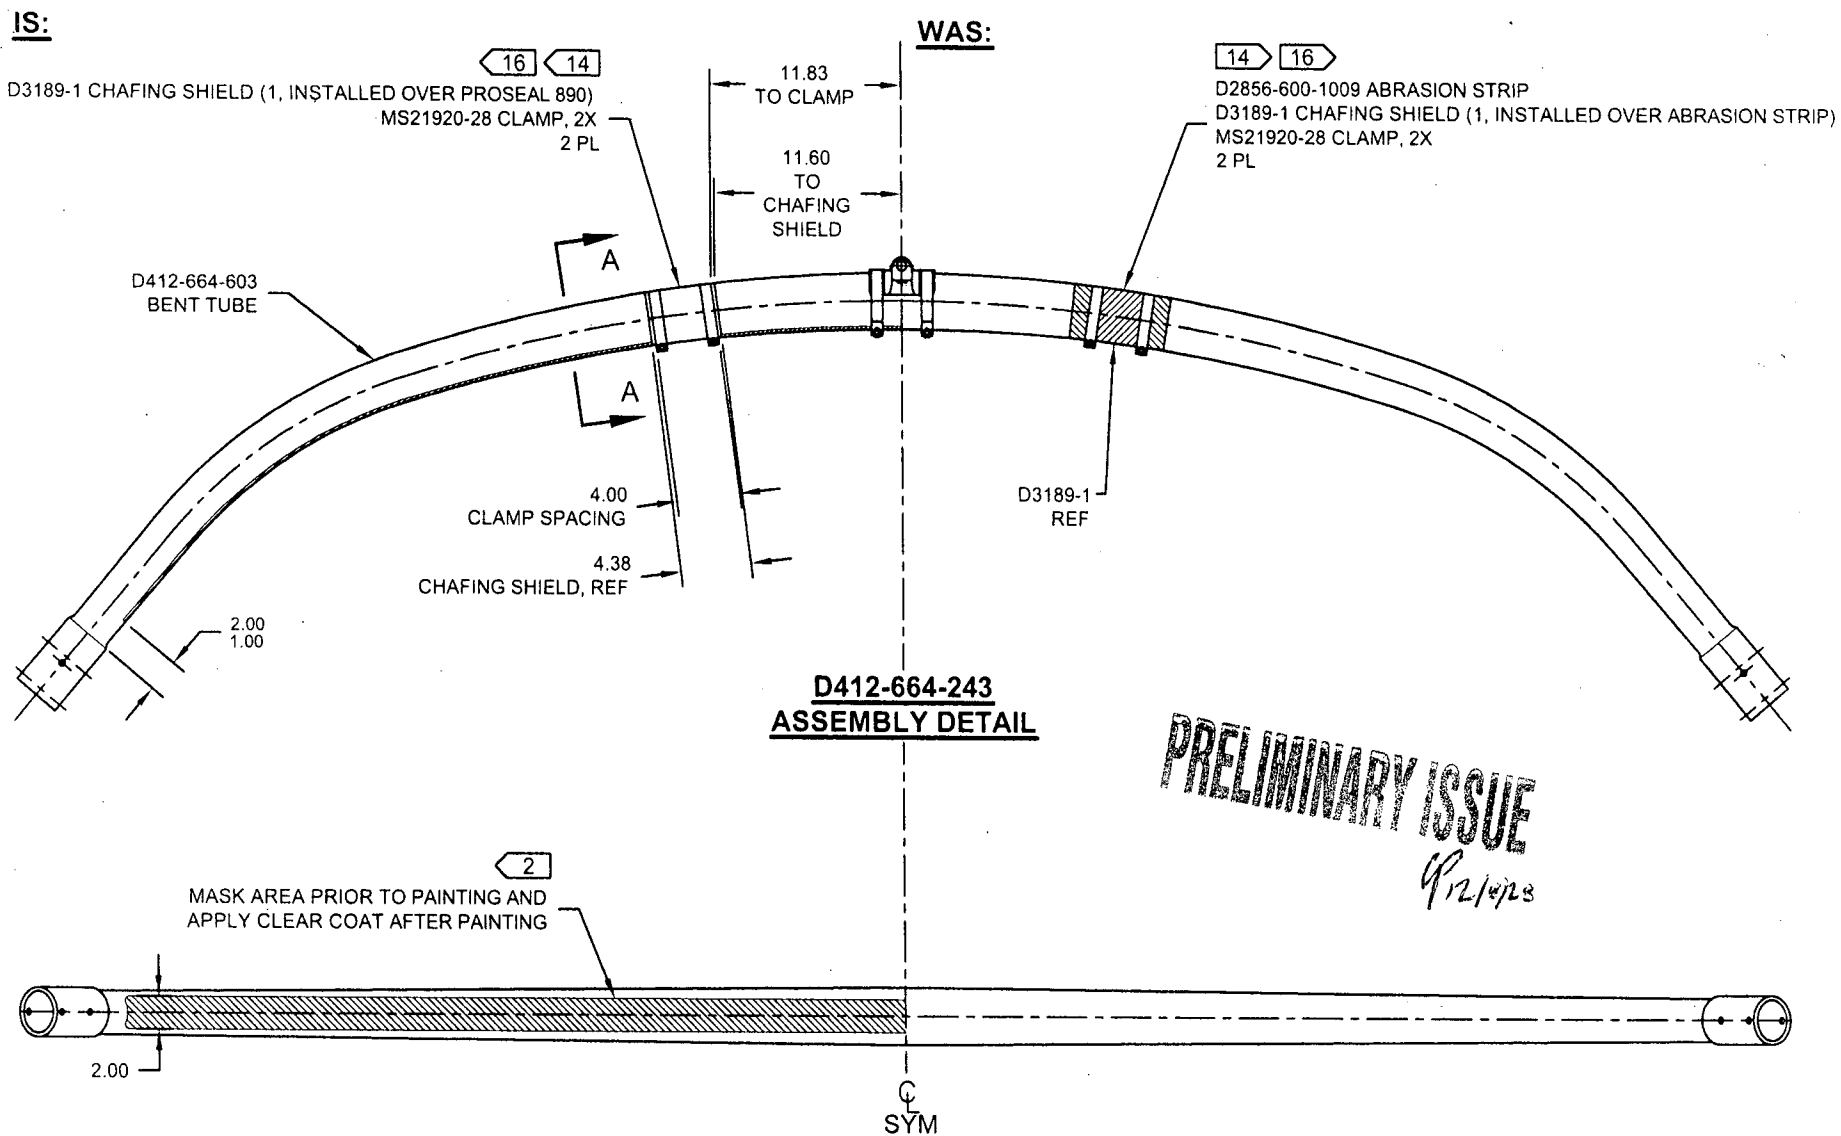 IS:
WAS:
16 14
D3189-1 CHAFING SHIELD (1, INSTALLED OVER PROSEAL 890)
MS21920-28 CLAMP, 2X
2 PL
11.83
TO CLAMP
14 16
D2856-600-1009 ABRASION STRIP
D3189-1 CHAFING SHIELD (1, INSTALLED OVER ABRASION STRIP)
MS21920-28 CLAMP, 2X
2 PL
11.60
TO
CHAFING
SHIELD
A
D412-664-603
BENT TUBE
A
4.00
CLAMP SPACING
D3189-1
REF
4.38
CHAFING SHIELD, REF
2.00
1.00
D412-664-243
ASSEMBLY DETAIL
PRELIMINARY ISSUE
2
MASK AREA PRIOR TO PAINTING AND
APPLY CLEAR COAT AFTER PAINTING
2.00
CL
SYM